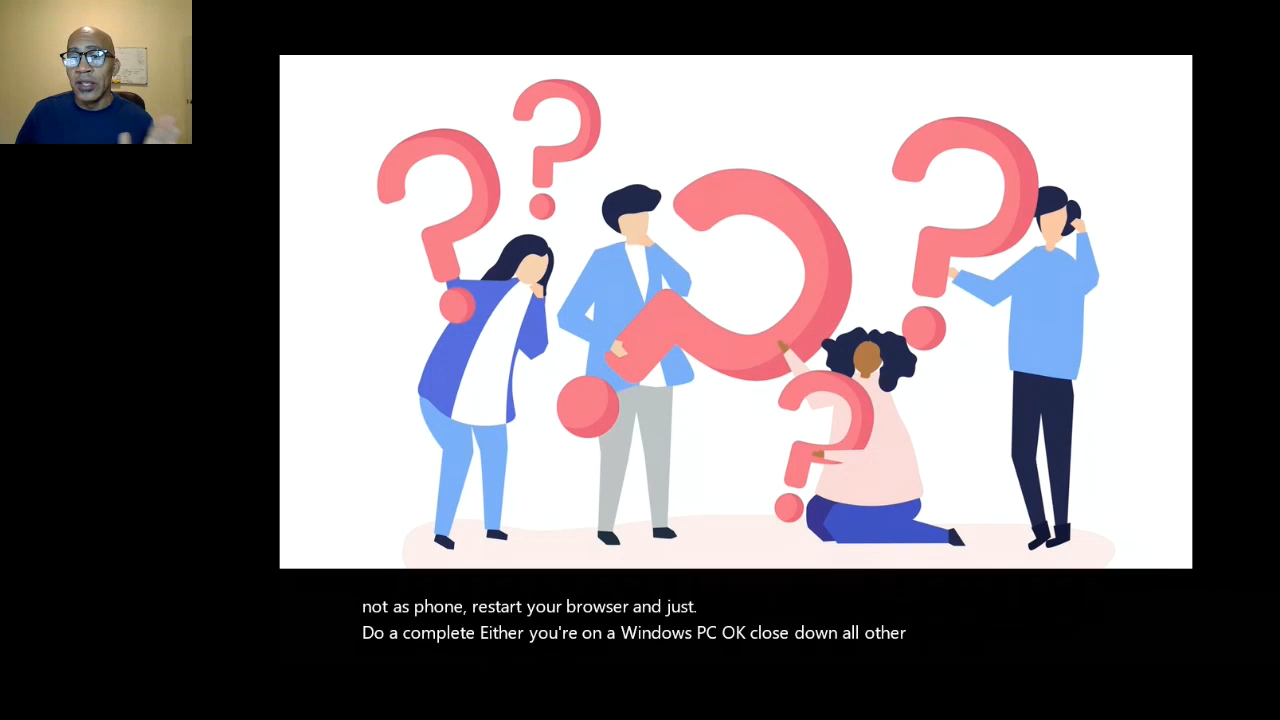 not as phone, restart your browser and just.
Do a complete Either you're on a Windows PC OK close down all other